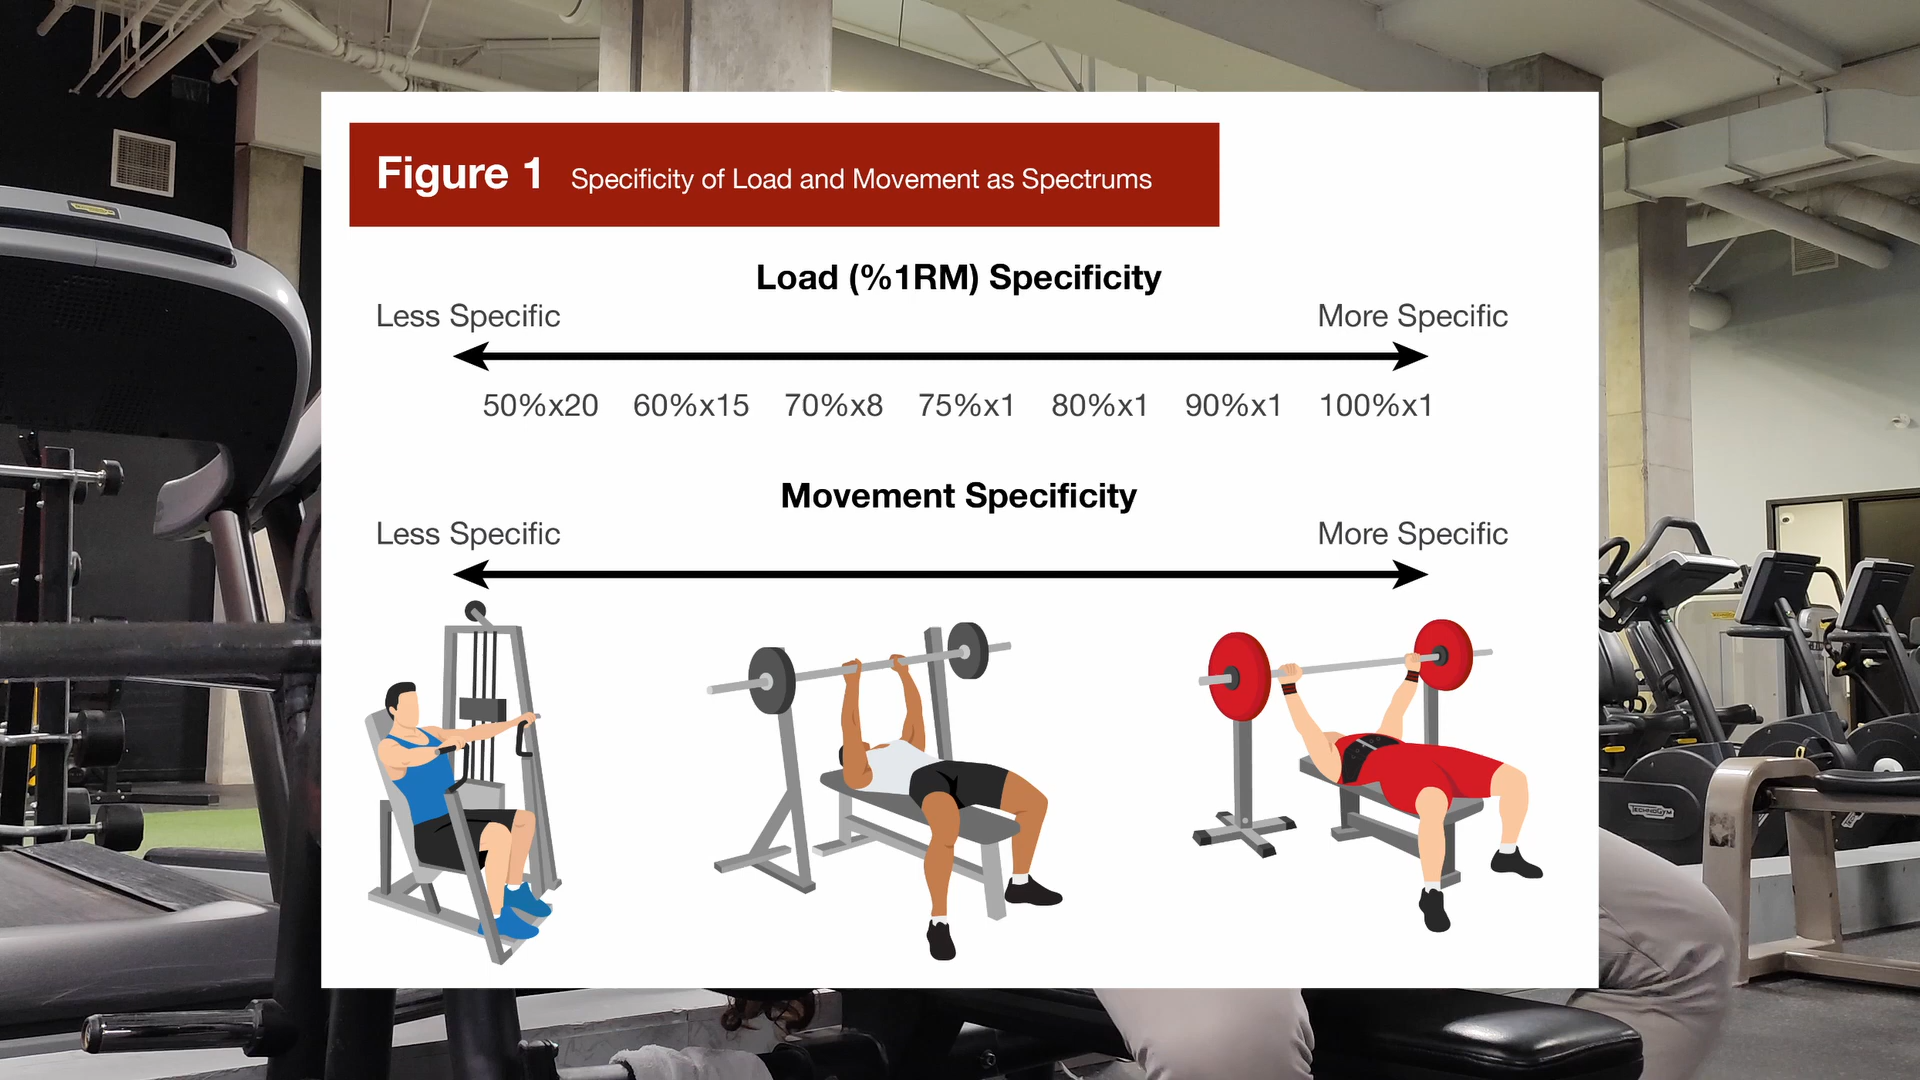 Figure 1 Specificity of Load and Movement as Spectrums
Load (%1RM) Specificity
Less Specific More Specific
50%x20 60%x15 70%x8 75%x1 80%x1 90%x1 100%x1
Movement Specificity
Less Specific More Specific
TECHNOGYM